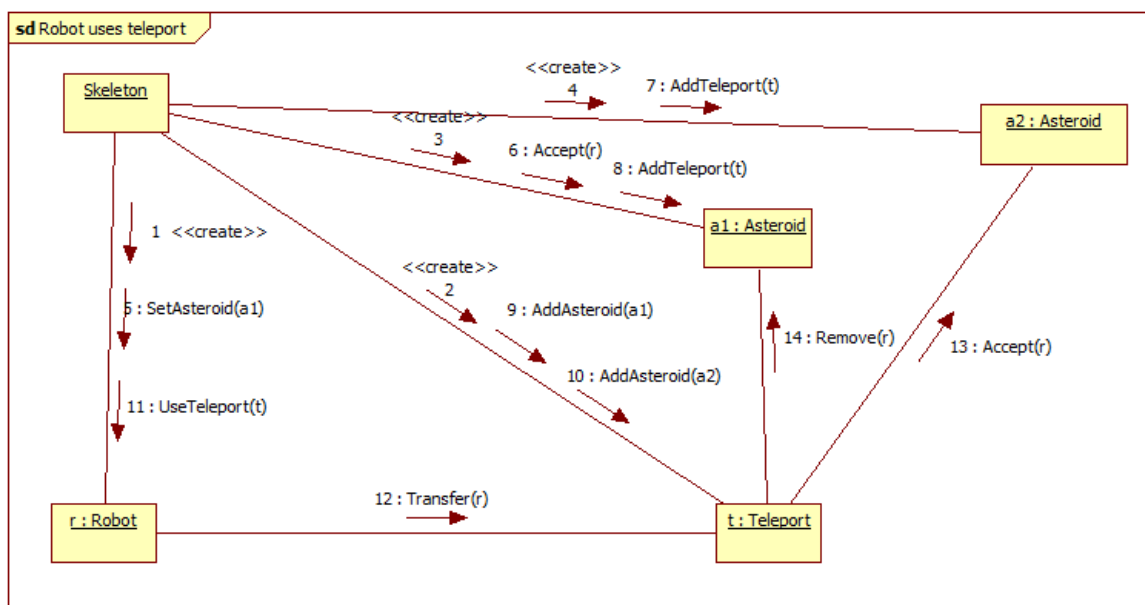 sd Robot uses teleport
<<create>>
4
7 : AddTeleport(t)
Skeleton
a2 : Asteroid
<<create>>
3
6 : Accept(r)
8 : AddTeleport(t)
a1 : Asteroid
1 <<create>>
<<create>>
2
5 : SetAsteroid(a1)
9 : AddAsteroid(a1)
14 : Remove(r)
13 : Accept(r)
10 : AddAsteroid(a2)
11 : UseTeleport(t)
12 : Transfer(r)
r : Robot
t : Teleport